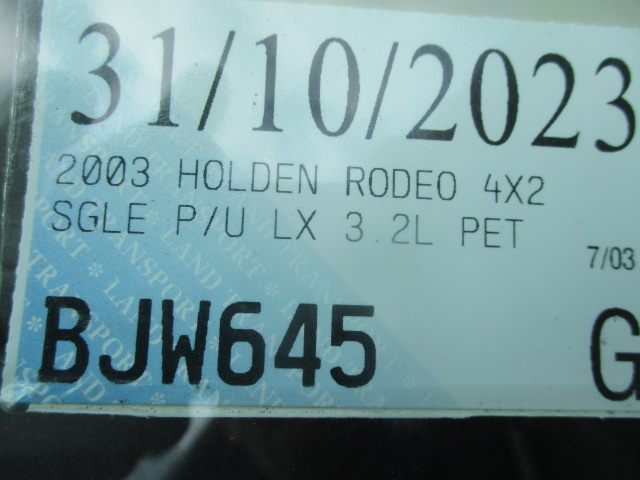 31/10/2023
2003 HOLDEN RODEO 4X2
SGLE P/U LX 3.2L PET
7/03
BJW645 G